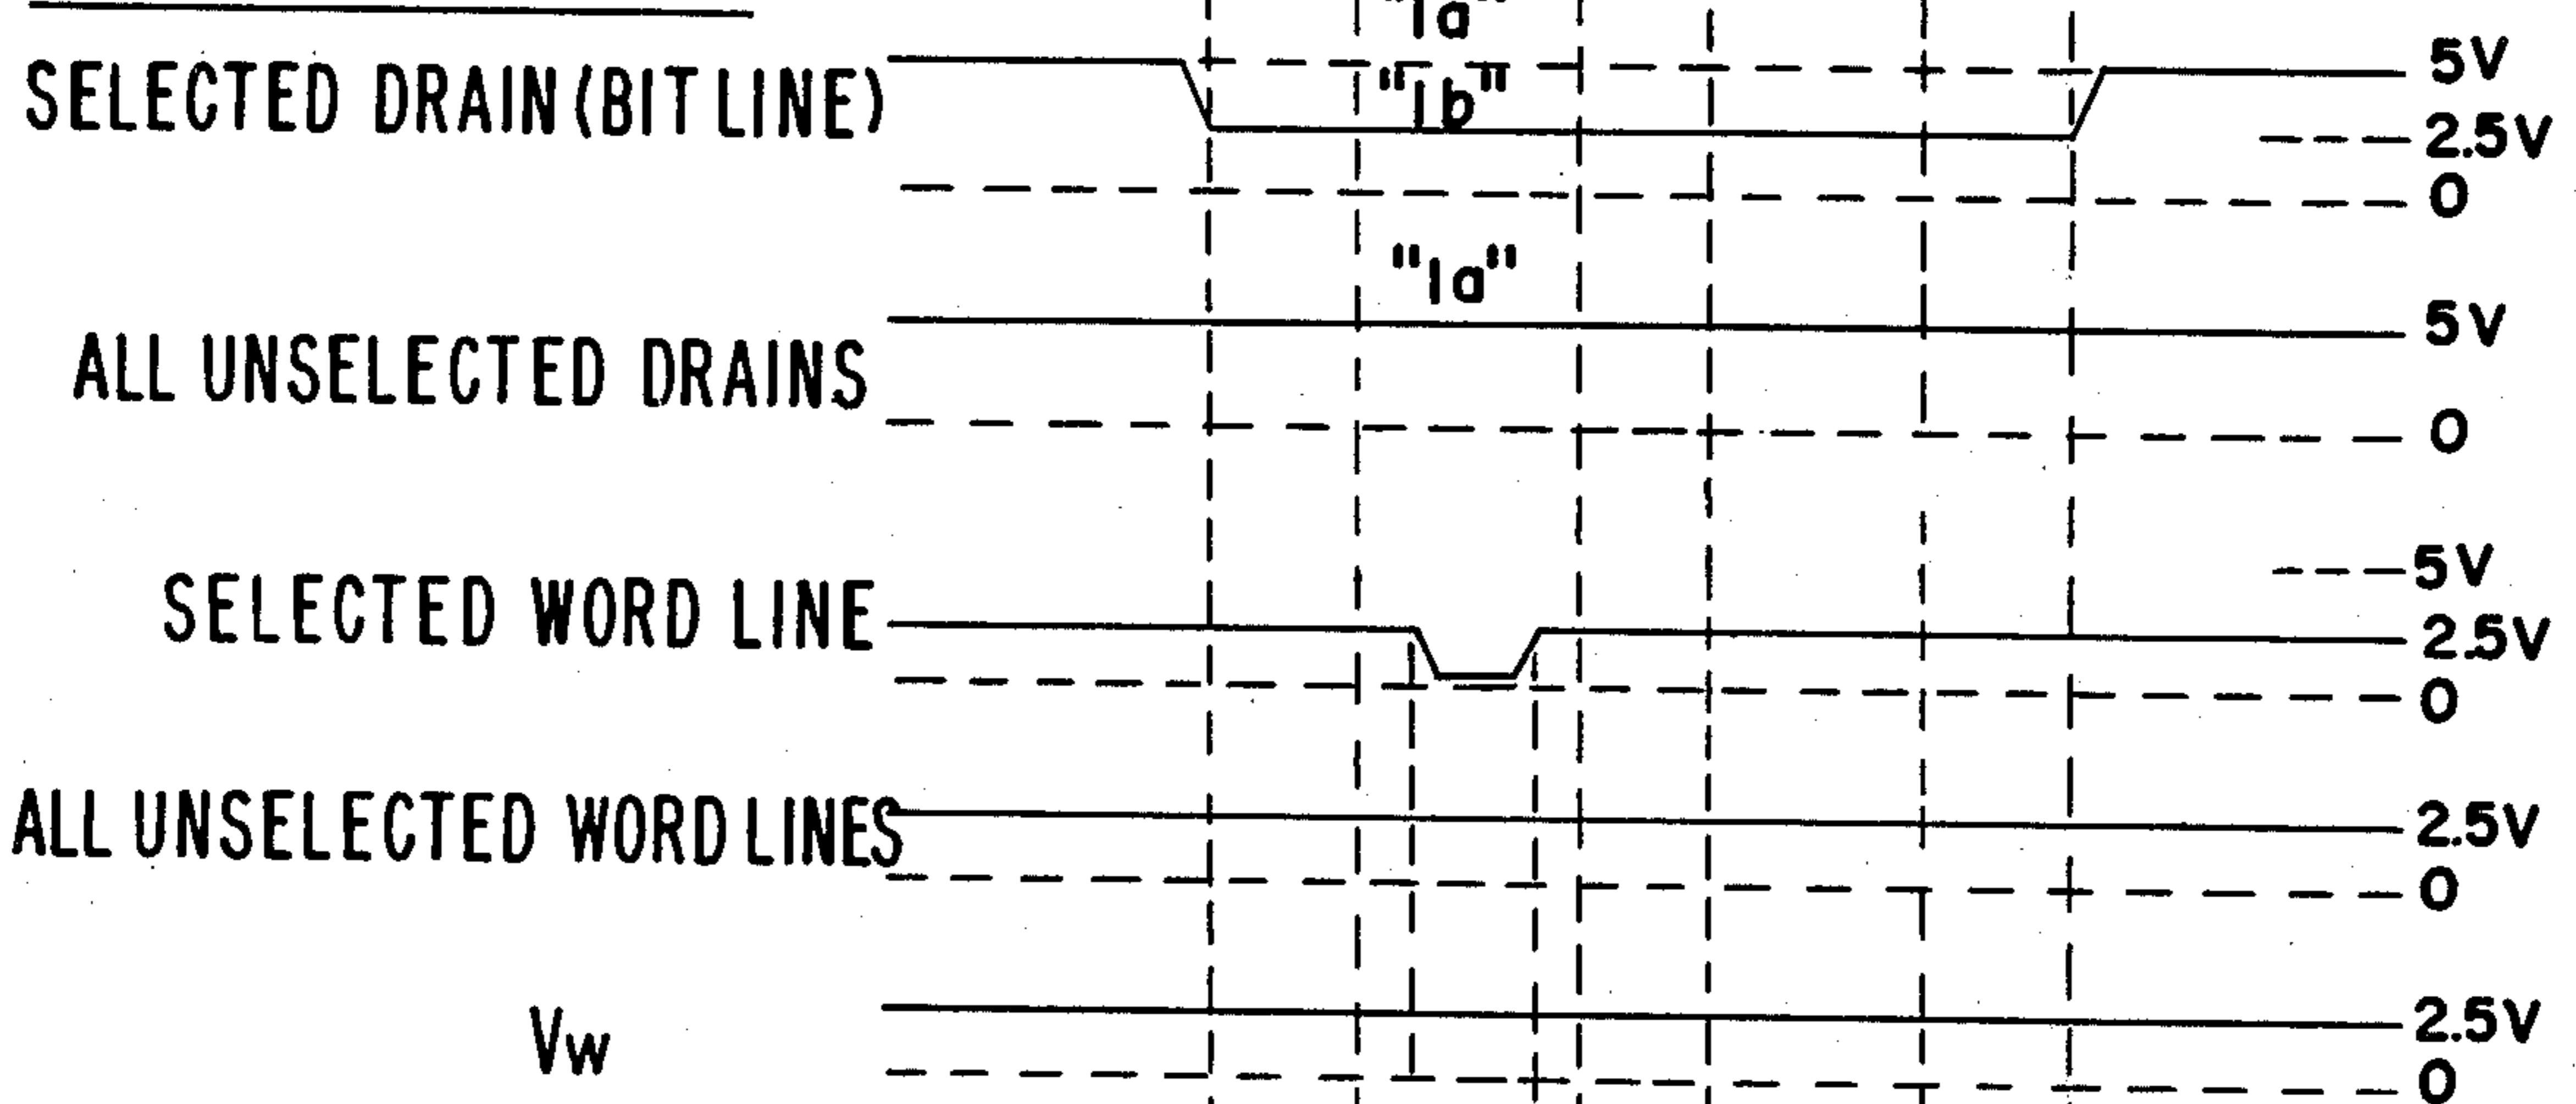 "1a"
SELECTED DRAIN (BIT LINE) "1b" 5V
2.5V
0
"1a"
ALL UNSELECTED DRAINS 5V
0
5V
SELECTED WORD LINE 2.5V
0
ALL UNSELECTED WORD LINES 2.5V
0
Vw 2.5V
0